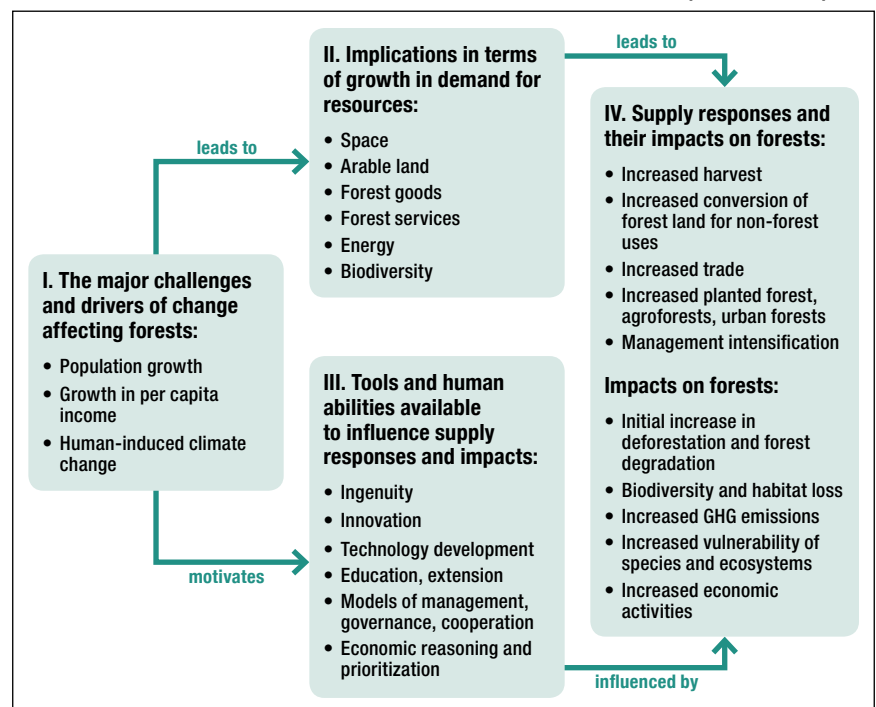 leads to
II. Implications in terms
of growth in demand for
resources:
• Space
• Arable land
• Forest goods
• Forest services
• Energy
• Biodiversity
leads to
I. The major challenges
and drivers of change
affecting forests:
• Population growth
• Growth in per capita
income
• Human-induced climate
change
motivates
III. Tools and human
abilities available
to influence supply
responses and impacts:
• Ingenuity
• Innovation
• Technology development
• Education, extension
• Models of management,
governance, cooperation
• Economic reasoning and
prioritization
influenced by
IV. Supply responses and
their impacts on forests:
• Increased harvest
• Increased conversion of
forest land for non-forest
uses
• Increased trade
• Increased planted forest,
agroforests, urban forests
• Management intensification
Impacts on forests:
• Initial increase in
deforestation and forest
degradation
• Biodiversity and habitat loss
• Increased GHG emissions
• Increased vulnerability of
species and ecosystems
• Increased economic
activities